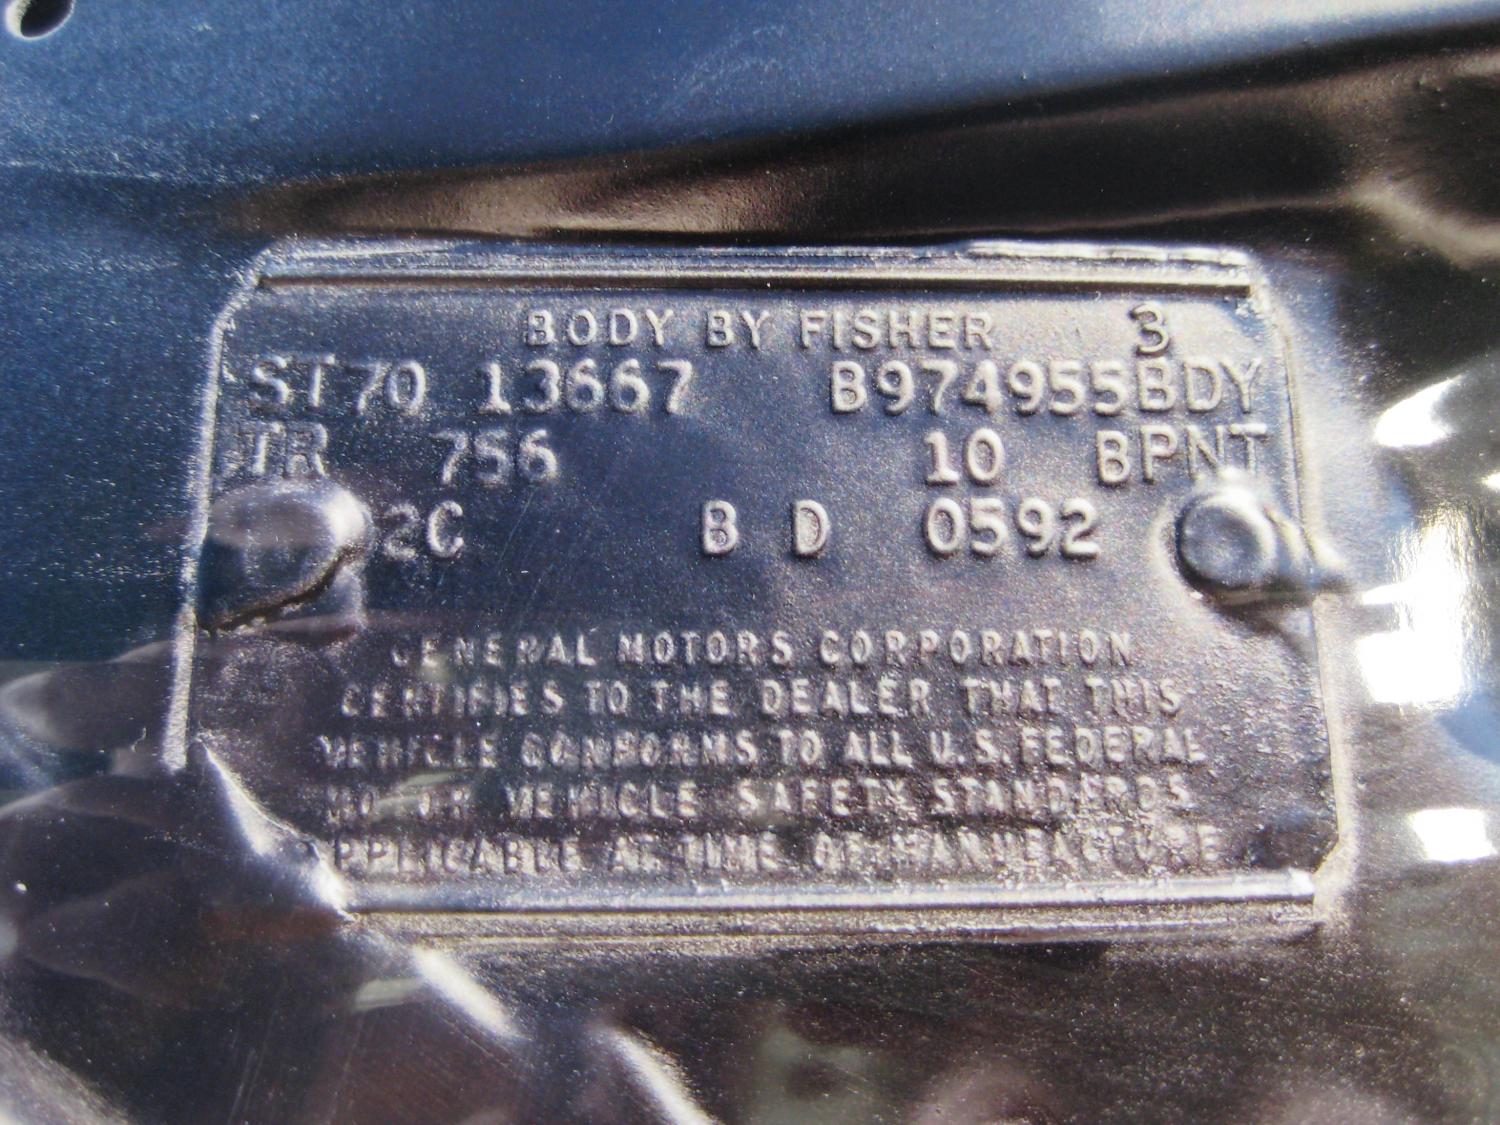 BODY BY FISHER 3
ST70 13667 B974955BDY
TR 756 10 BPNT
2C B D 0592
GENERAL MOTORS CORPORATION
CERTIFIES TO THE DEALER THAT THIS
VEHICLE CONFORMS TO ALL U.S. FEDERAL
MOTOR VEHICLE SAFETY STANDARDS
APPLICABLE AT TIME OF MANUFACTURE